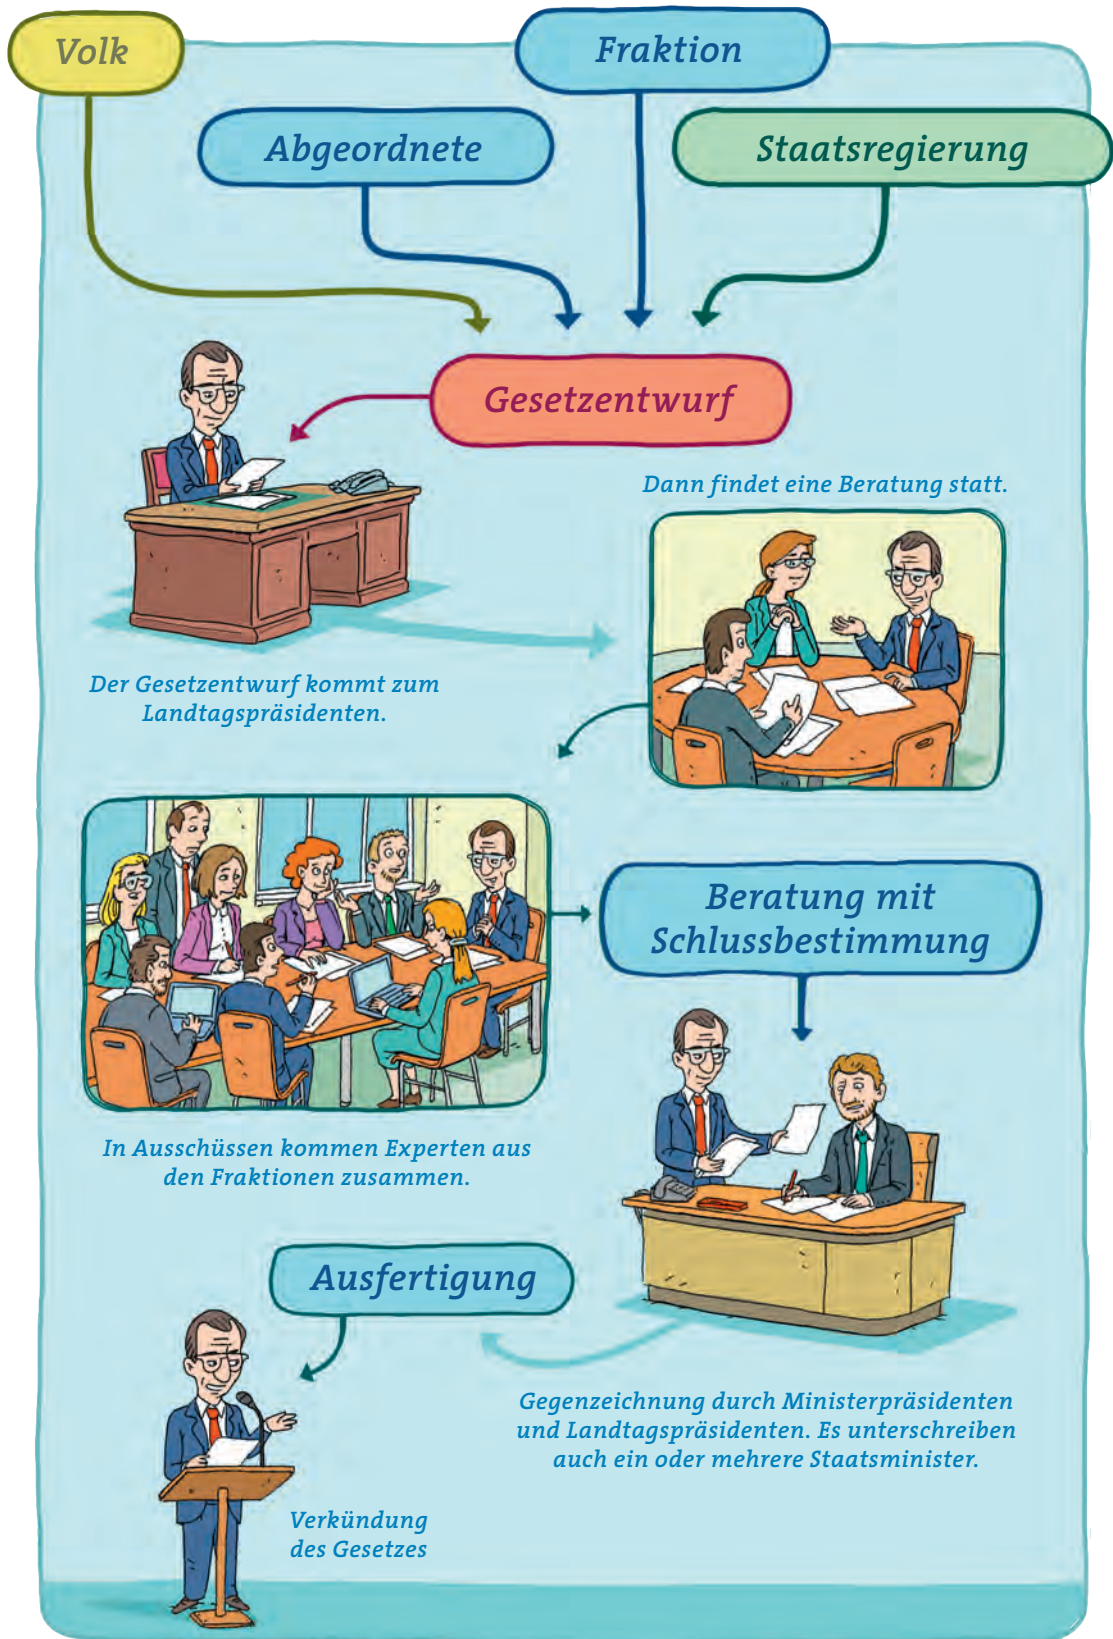 Volk
Fraktion
Abgeordnete
Staatsregierung
Gesetzentwurf
Dann findet eine Beratung statt.
Der Gesetzentwurf kommt zum
Landtagspräsidenten.
Beratung mit
Schlussbestimmung
In Ausschüssen kommen Experten aus
den Fraktionen zusammen.
Ausfertigung
Gegenzeichnung durch Ministerpräsidenten
und Landtagspräsidenten. Es unterschreiben
auch ein oder mehrere Staatsminister.
Verkündung
des Gesetzes